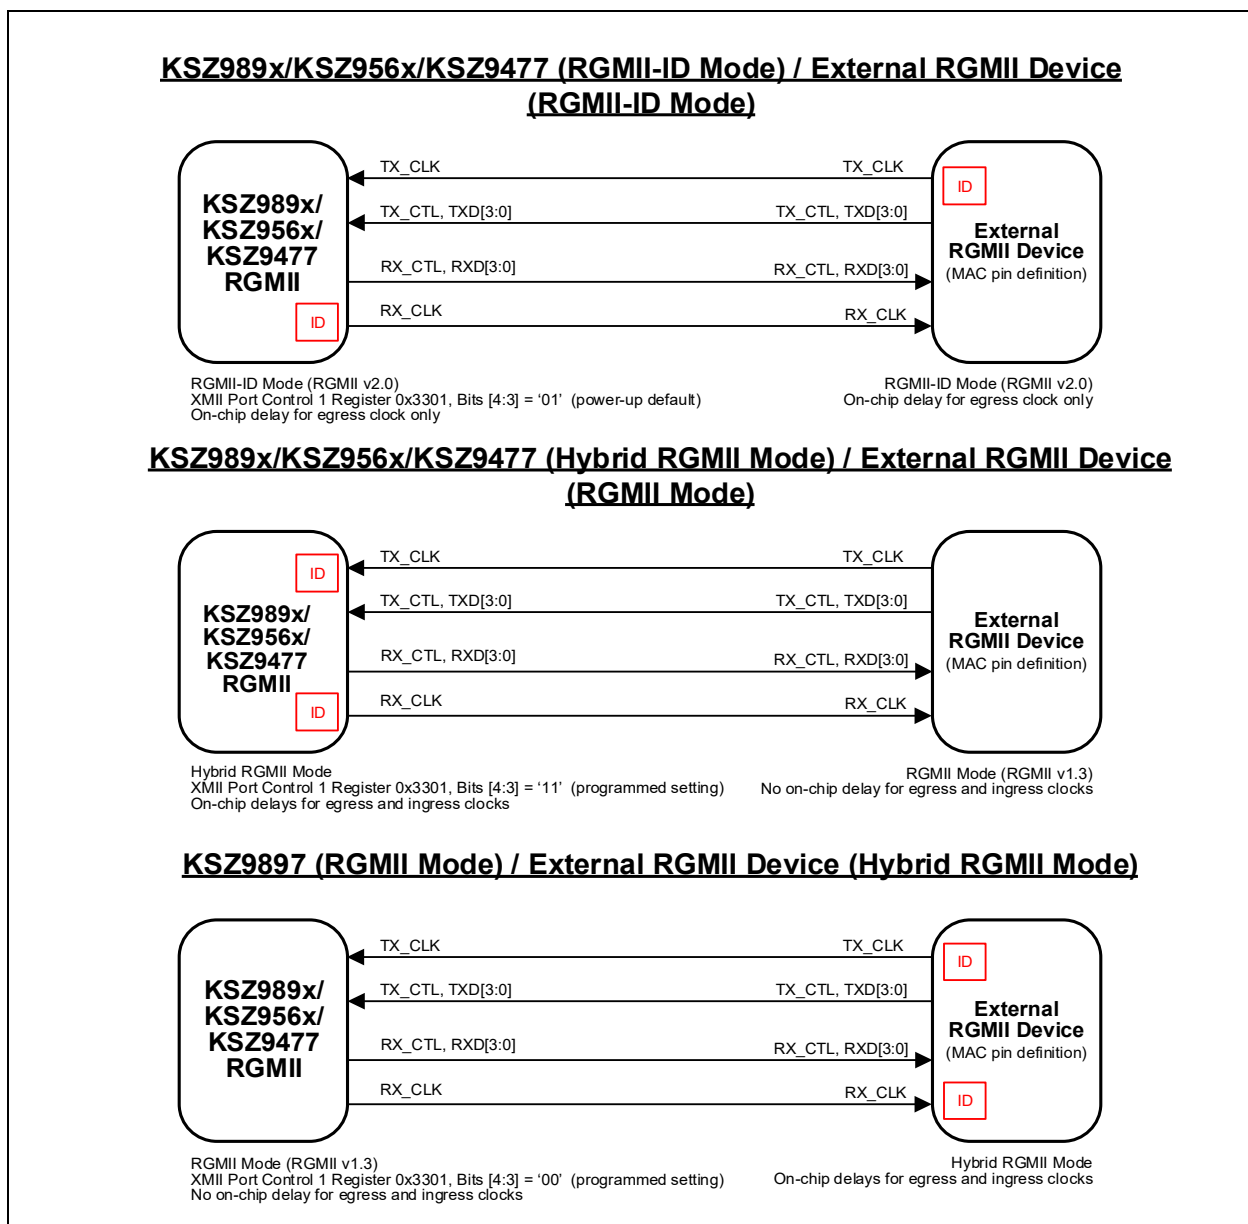 KSZ989x/KSZ956x/KSZ9477 (RGMII-ID Mode) / External RGMII Device
(RGMII-ID Mode)
TX_CLK
TX_CLK
ID
KSZ989x/
KSZ956x/
KSZ9477
RGMII
TX_CTL, TXD[3:0]
TX_CTL, TXD[3:0]
External
RGMII Device
(MAC pin definition)
RX_CTL, RXD[3:0]
RX_CTL, RXD[3:0]
ID
RX_CLK
RX_CLK
RGMII-ID Mode (RGMII v2.0)
XMII Port Control 1 Register 0x3301, Bits [4:3] = ‘01’ (power-up default)
On-chip delay for egress clock only
RGMII-ID Mode (RGMII v2.0)
On-chip delay for egress clock only
KSZ989x/KSZ956x/KSZ9477 (Hybrid RGMII Mode) / External RGMII Device
(RGMII Mode)
ID
TX_CLK
TX_CLK
KSZ989x/
KSZ956x/
KSZ9477
RGMII
TX_CTL, TXD[3:0]
TX_CTL, TXD[3:0]
External
RGMII Device
(MAC pin definition)
RX_CTL, RXD[3:0]
RX_CTL, RXD[3:0]
ID
RX_CLK
RX_CLK
Hybrid RGMII Mode
XMII Port Control 1 Register 0x3301, Bits [4:3] = ‘11’ (programmed setting)
On-chip delays for egress and ingress clocks
RGMII Mode (RGMII v1.3)
No on-chip delay for egress and ingress clocks
KSZ9897 (RGMII Mode) / External RGMII Device (Hybrid RGMII Mode)
TX_CLK
TX_CLK
ID
KSZ989x/
KSZ956x/
KSZ9477
RGMII
TX_CTL, TXD[3:0]
TX_CTL, TXD[3:0]
External
RGMII Device
(MAC pin definition)
RX_CTL, RXD[3:0]
RX_CTL, RXD[3:0]
RX_CLK
RX_CLK
ID
RGMII Mode (RGMII v1.3)
XMII Port Control 1 Register 0x3301, Bits [4:3] = ‘00’ (programmed setting)
No on-chip delay for egress and ingress clocks
Hybrid RGMII Mode
On-chip delays for egress and ingress clocks